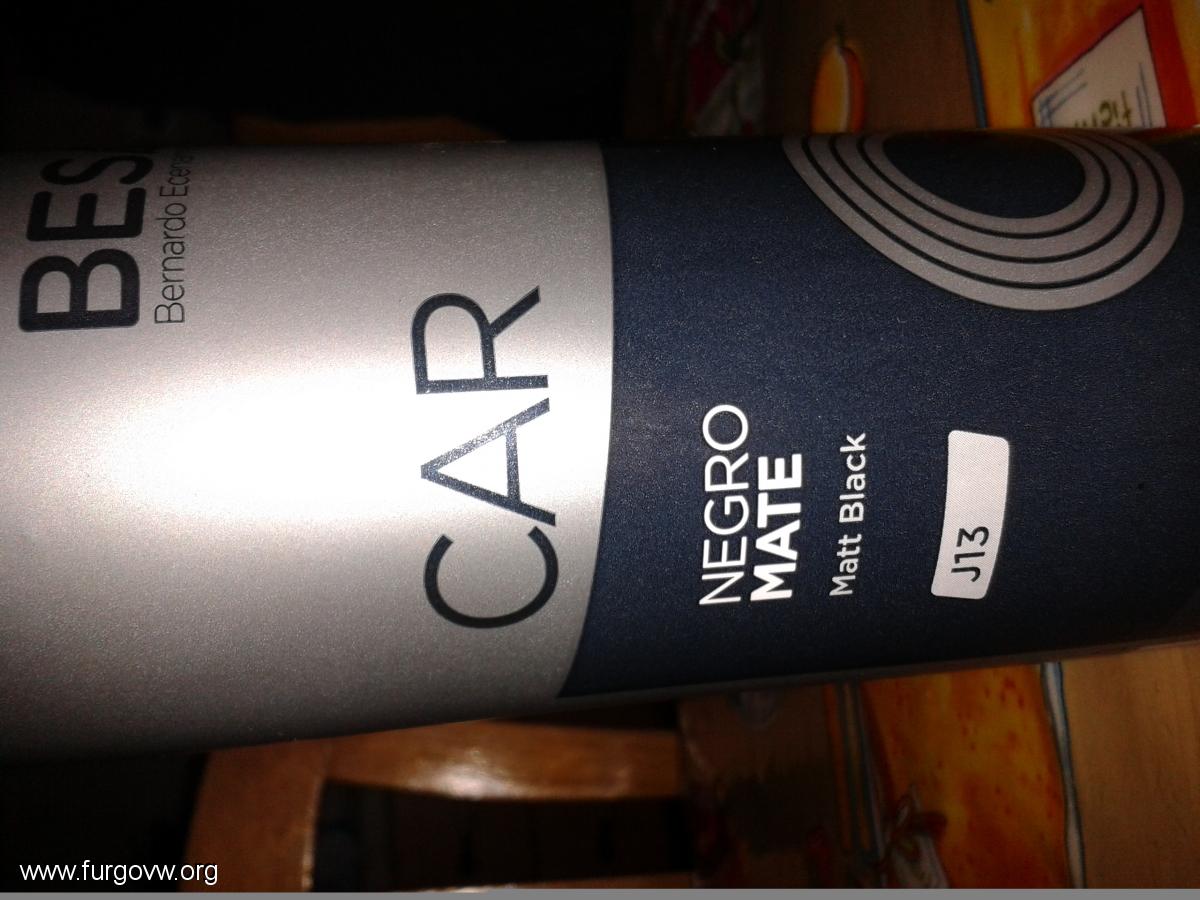 BES
Bernardo
CAR
NEGRO
MATE
Matt Black
J13
www.furgovw.org